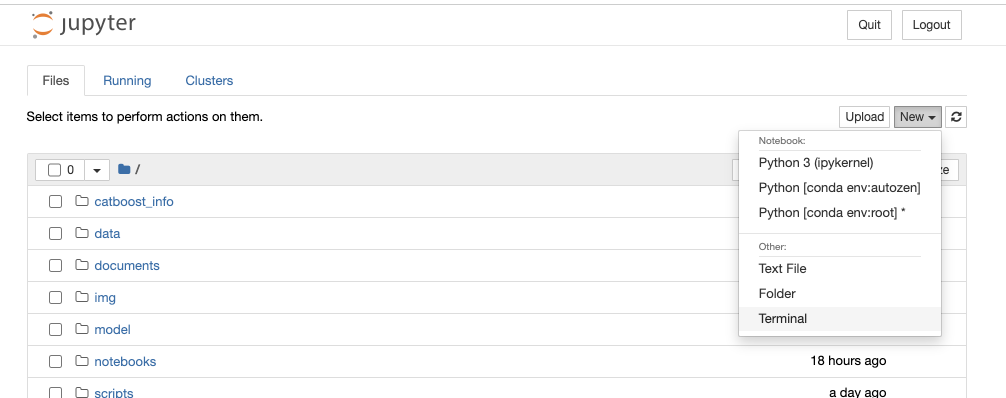 jupyter
Quit
Logout
Files
Running
Clusters
Select items to perform actions on them.
Upload
New
Notebook:
Python 3 (ipykernel)
Python [conda env:autozen]
Python [conda env:root] *
Other:
Text File
Folder
Terminal
0
/
ze
catboost_info
data
documents
img
model
notebooks
18 hours ago
scripts
a day ago